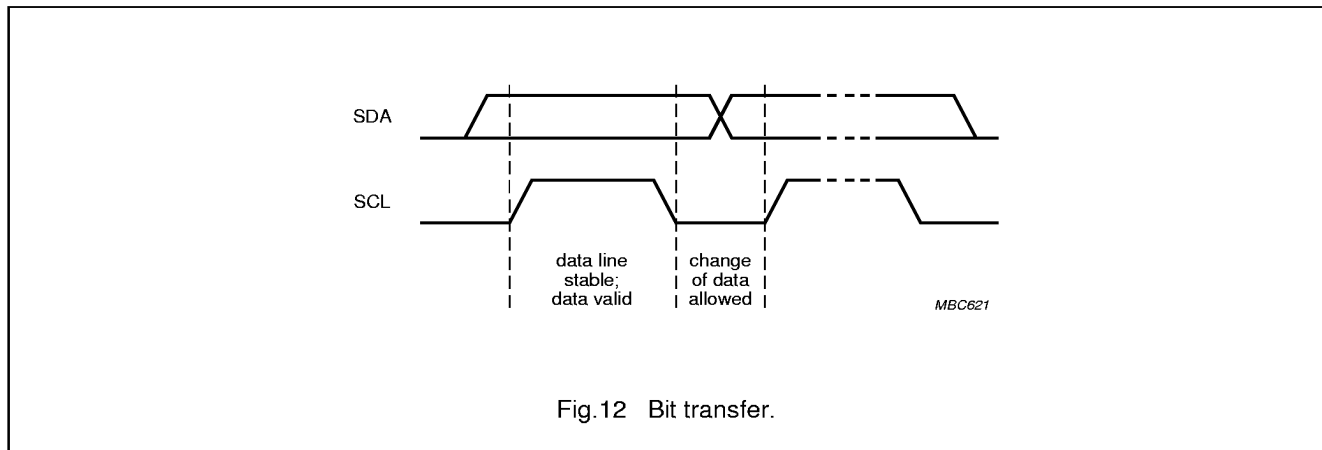 SDA
SCL
data line
stable;
data valid
change
of data
allowed
MBC621
Fig.12 Bit transfer.